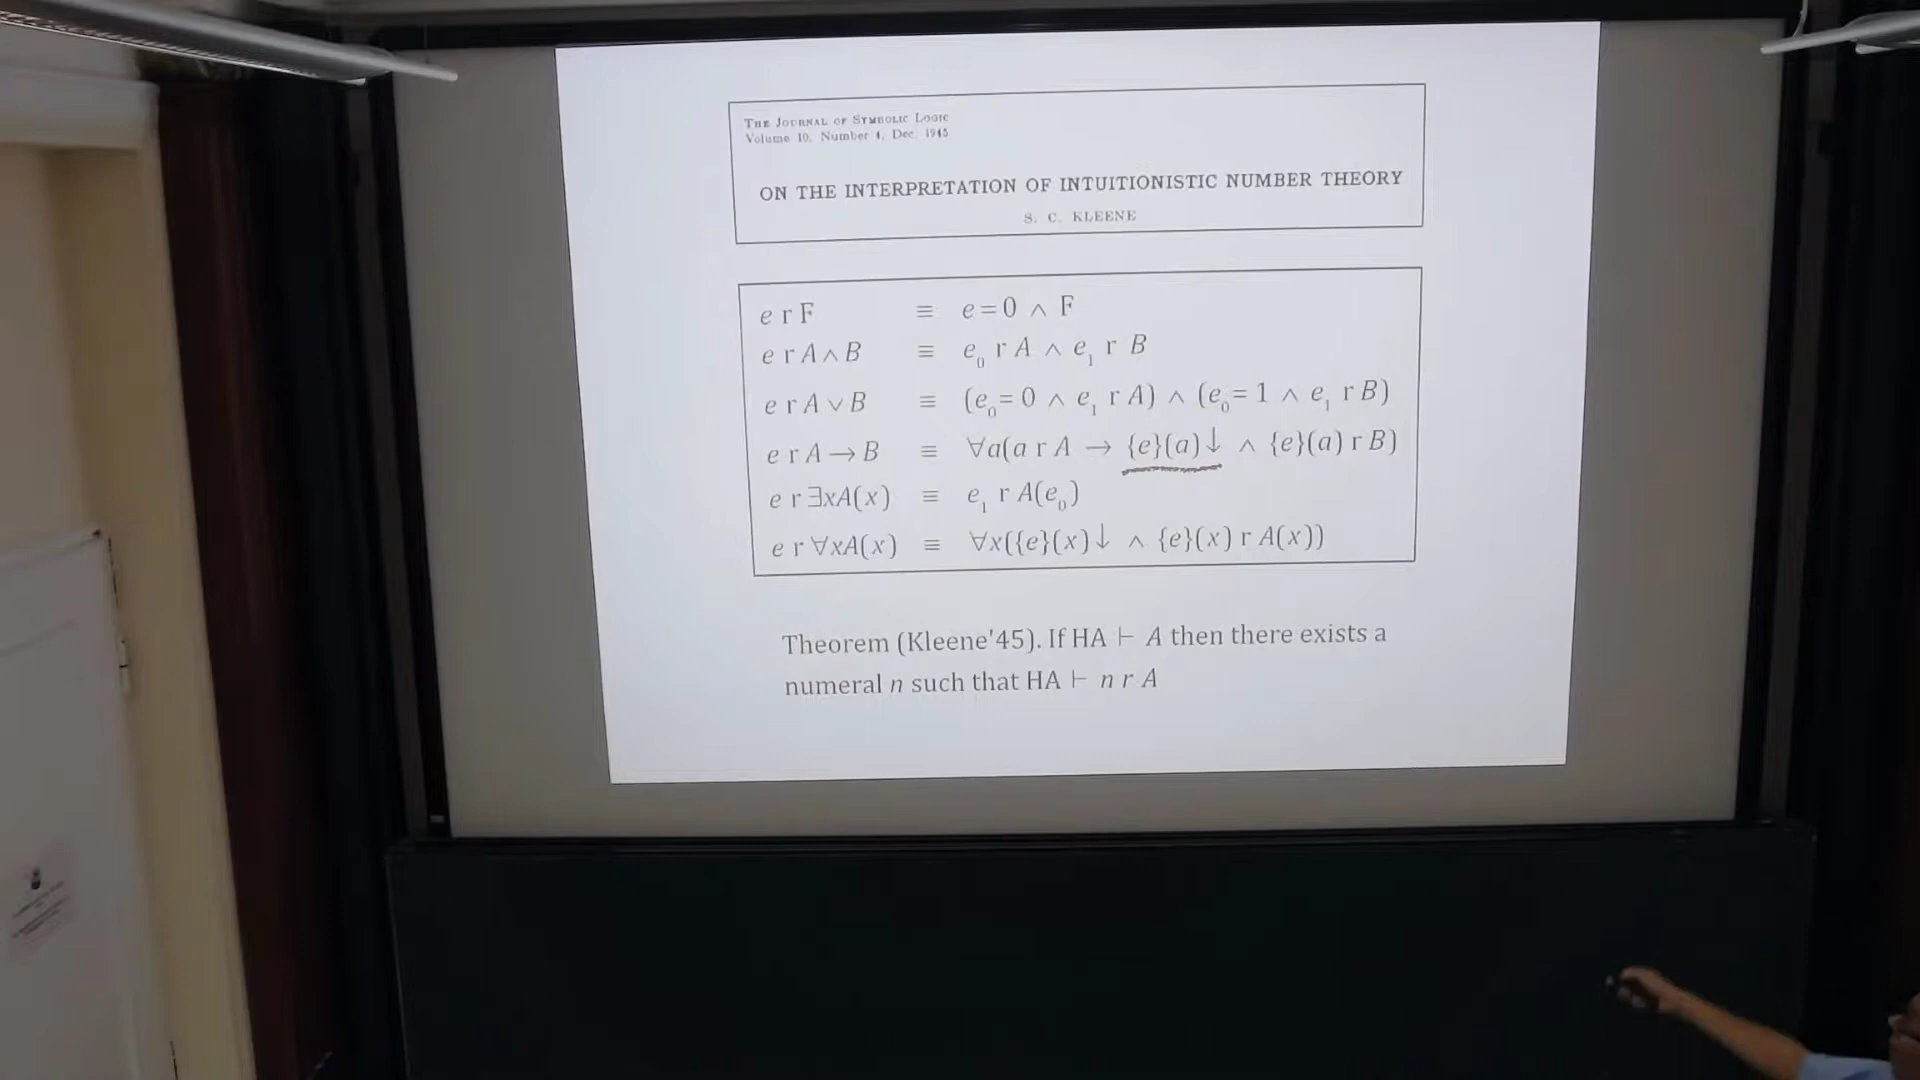 THE JOURNAL OF SYMBOLIC LOGIC
Volume 10, Number 4, Dec. 1945
ON THE INTERPRETATION OF INTUITIONISTIC NUMBER THEORY
S. C. KLEENE
e r F ≡ e = 0 ∧ F
e r A ∧ B ≡ e₀ r A ∧ e₁ r B
e r A ∨ B ≡ (e₀ = 0 ∧ e₁ r A) ∧ (e₀ = 1 ∧ e₁ r B)
e r A → B ≡ ∀a(a r A → {e}(a)↓ ∧ {e}(a) r B)
e r ∃xA(x) ≡ e₁ r A(e₀)
e r ∀xA(x) ≡ ∀x({e}(x)↓ ∧ {e}(x) r A(x))
Theorem (Kleene'45). If HA ⊢ A then there exists a
numeral n such that HA ⊢ n r A